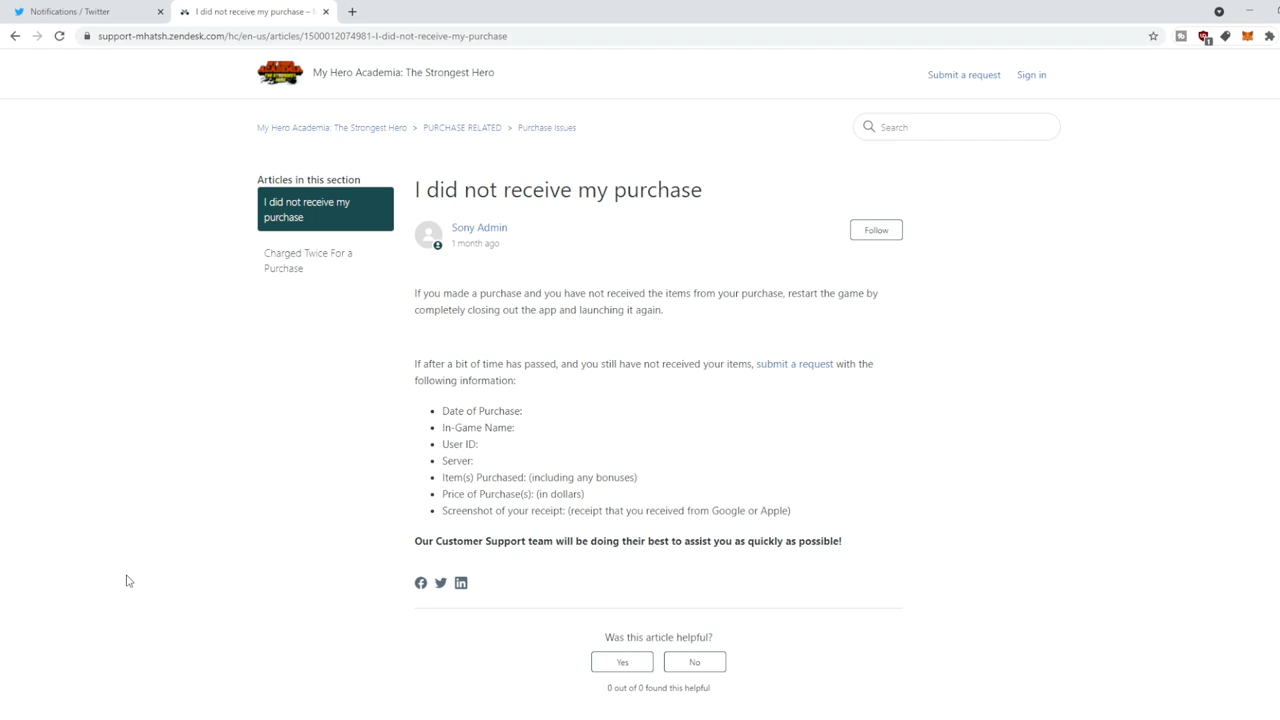 Notifications / Twitter
I did not receive my purchase –
support-mhatsh.zendesk.com/hc/en-us/articles/1500012074981-I-did-not-receive-my-purchase
My Hero Academia: The Strongest Hero
Submit a request
Sign in
My Hero Academia: The Strongest Hero > PURCHASE RELATED > Purchase Issues
Search
Articles in this section
I did not receive my
purchase
Charged Twice For a
Purchase
I did not receive my purchase
Sony Admin
1 month ago
Follow
If you made a purchase and you have not received the items from your purchase, restart the game by
completely closing out the app and launching it again.
If after a bit of time has passed, and you still have not received your items, submit a request with the
following information:
• Date of Purchase:
• In-Game Name:
• User ID:
• Server:
• Item(s) Purchased: (including any bonuses)
• Price of Purchase(s): (in dollars)
• Screenshot of your receipt: (receipt that you received from Google or Apple)
Our Customer Support team will be doing their best to assist you as quickly as possible!
Was this article helpful?
Yes
No
0 out of 0 found this helpful